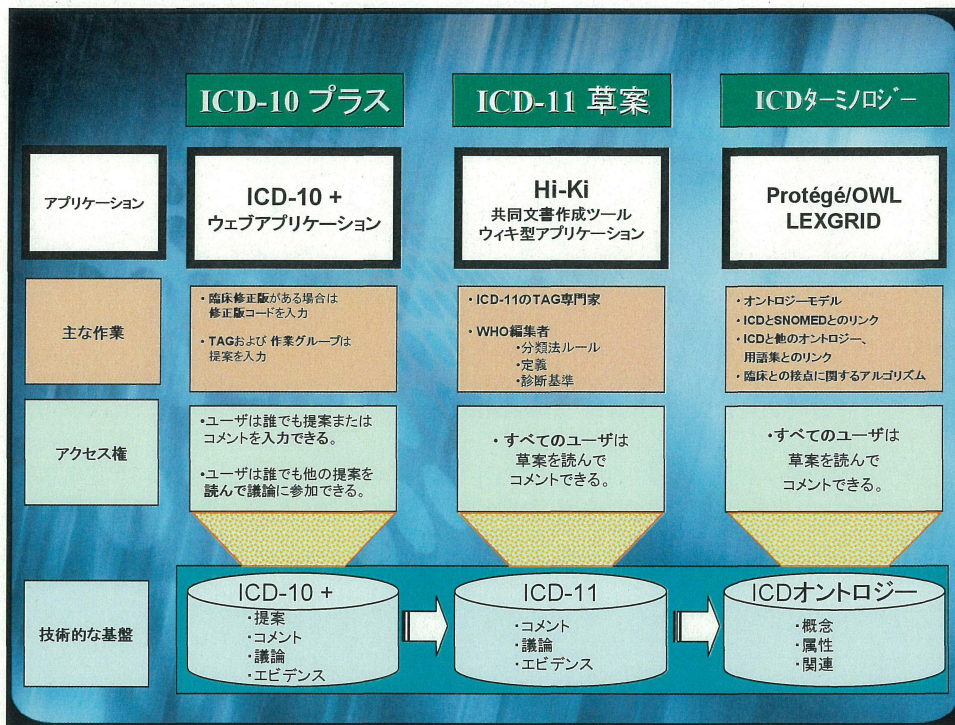 ICD-10 プラス
ICD-11 草案
ICDターミノロジー
アプリケーション
ICD-10 +
ウェブアプリケーション
Hi-Ki
共同文書作成ツール
ウィキ型アプリケーション
Protégé/OWL
LEXGRID
主な作業
・臨床修正版がある場合は
修正版コードを入力
・TAGおよび 作業グループは
提案を入力
・ICD-11のTAG専門家
・WHO編集者
・分類法ルール
・定義
・診断基準
・オントロジーモデル
・ICDとSNOMEDとのリンク
・ICDと他のオントロジー、
用語集とのリンク
・臨床との接点に関するアルゴリズム
アクセス権
・ユーザは誰でも提案または
コメントを入力できる。
・ユーザは誰でも他の提案を
読んで議論に参加できる。
・すべてのユーザは
草案を読んで
コメントできる。
・すべてのユーザは
草案を読んで
コメントできる。
技術的な基盤
ICD-10 +
・提案
・コメント
・議論
・エビデンス
ICD-11
・コメント
・議論
・エビデンス
ICDオントロジー
・概念
・属性
・関連